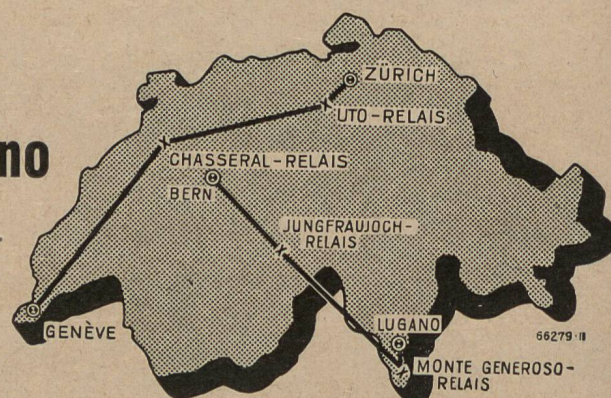 ZÜRICH
UTO-RELAIS
no
CHASSERAL-RELAIS
BERN
JUNGFRAUJOCH-
RELAIS
LUGANO
GENÈVE
66279·II
MONTE GENEROSO-
RELAIS